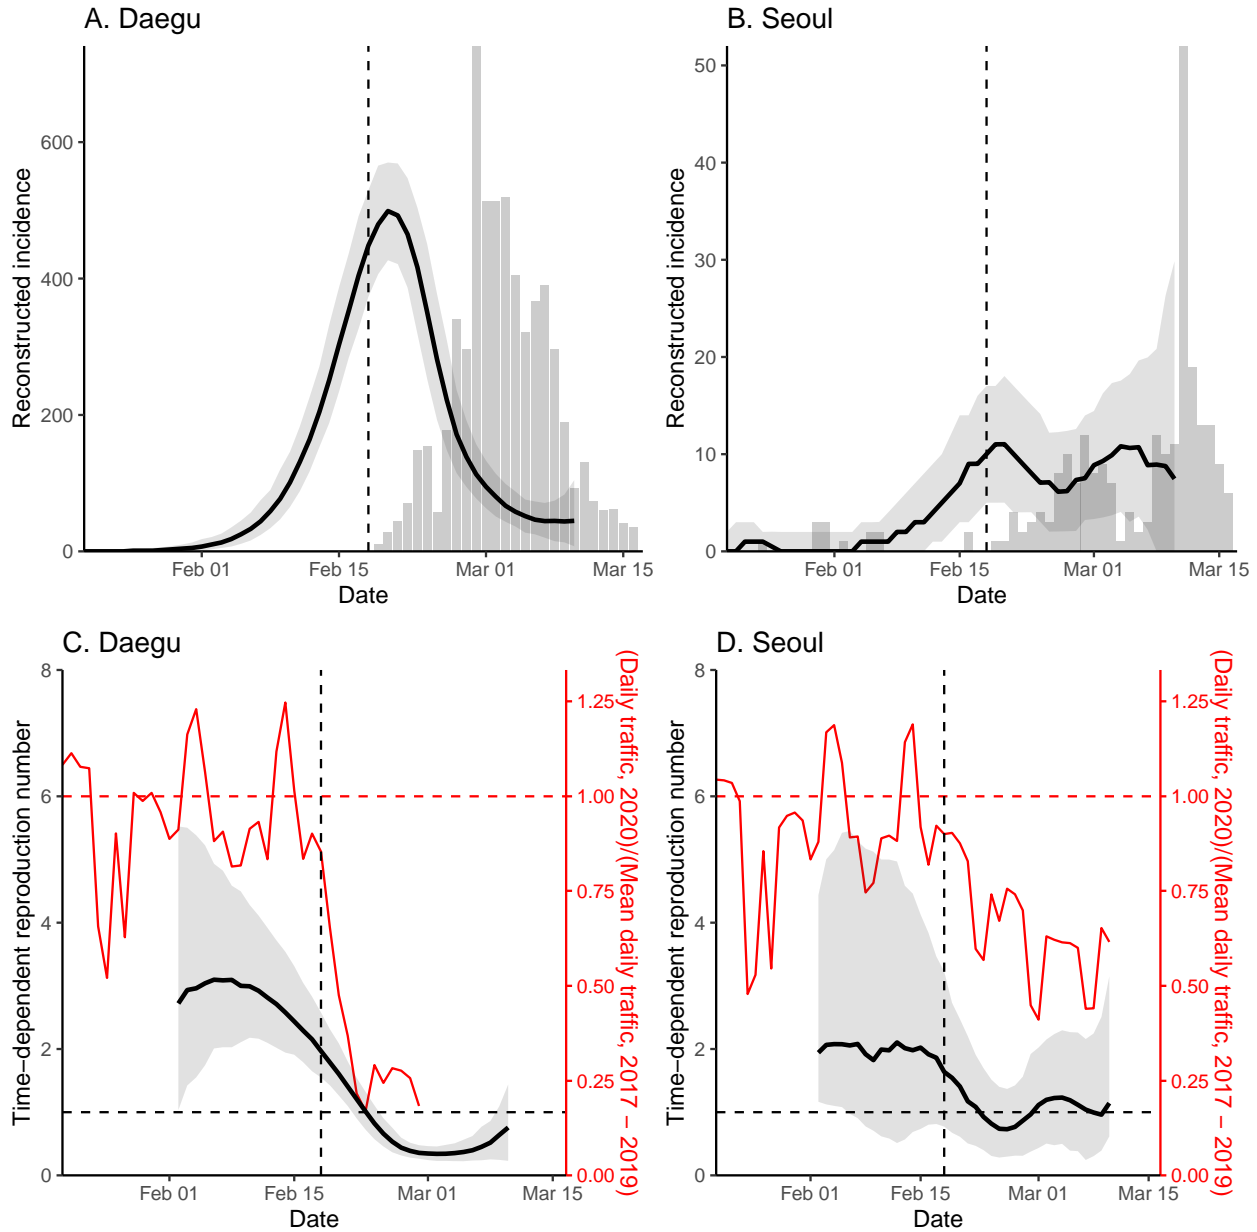 A. Daegu
Reconstructed incidence
600
400
200
0
Feb 01
Feb 15
Mar 01
Mar 15
Date
B. Seoul
Reconstructed incidence
50
40
30
20
10
0
Feb 01
Feb 15
Mar 01
Mar 15
Date
C. Daegu
Time−dependent reproduction number
8
6
4
2
0
Feb 01
Feb 15
Mar 01
Mar 15
Date
1.25
1.00
0.75
0.50
0.25
0.00
(Daily traffic, 2020)/(Mean daily traffic, 2017 − 2019)
D. Seoul
Time−dependent reproduction number
8
6
4
2
0
Feb 01
Feb 15
Mar 01
Mar 15
Date
1.25
1.00
0.75
0.50
0.25
0.00
(Daily traffic, 2020)/(Mean daily traffic, 2017 − 2019)